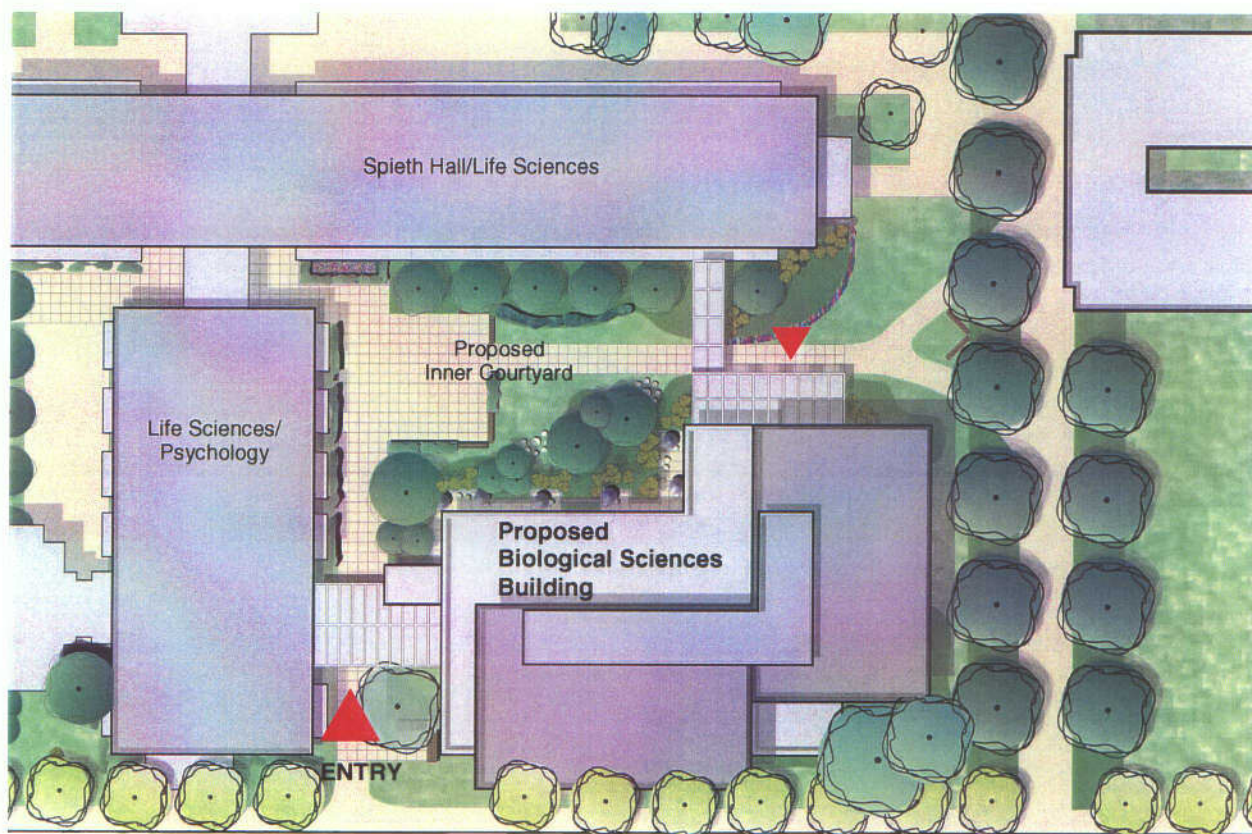 Spieth Hall/Life Sciences
Proposed
Inner Courtyard
Life Sciences/
Psychology
Proposed
Biological Sciences
Building
ENTRY